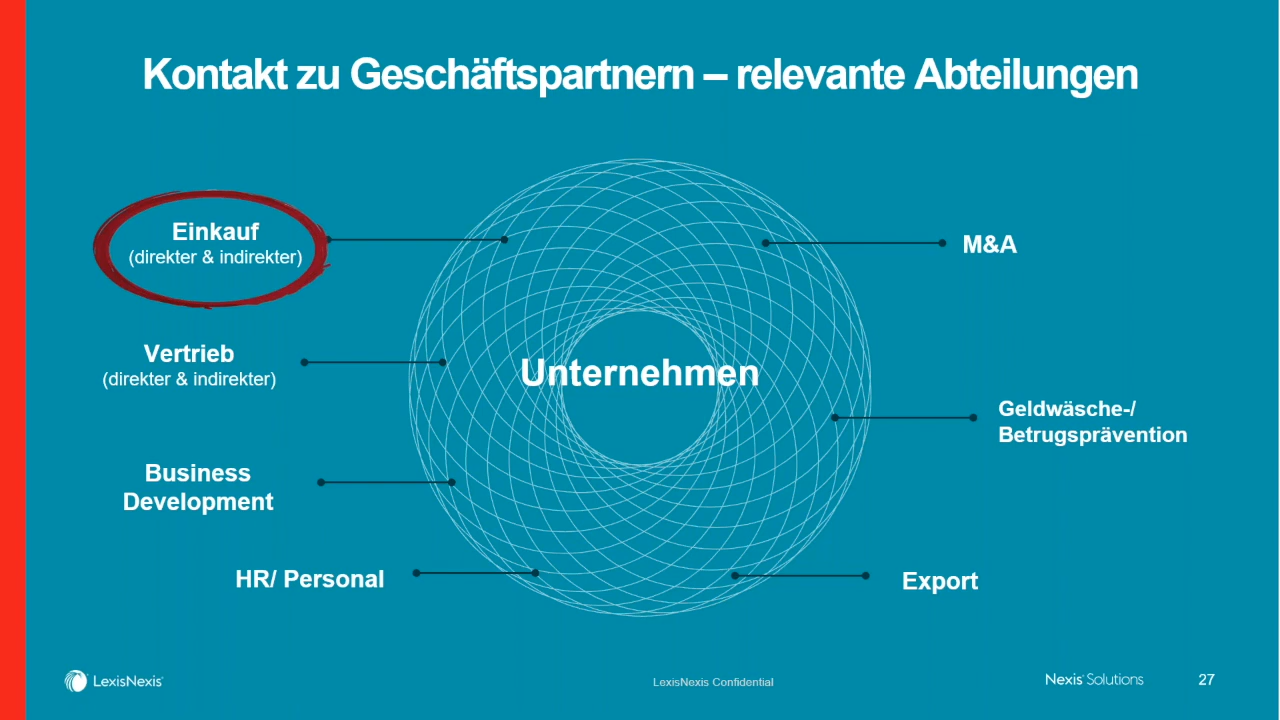 Kontakt zu Geschäftspartnern – relevante Abteilungen
Einkauf
(direkter & indirekter)
M&A
Vertrieb
(direkter & indirekter)
Unternehmen
Geldwäsche-/
Betrugsprävention
Business
Development
HR/ Personal
Export
LexisNexis®
LexisNexis Confidential
Nexis® Solutions
27